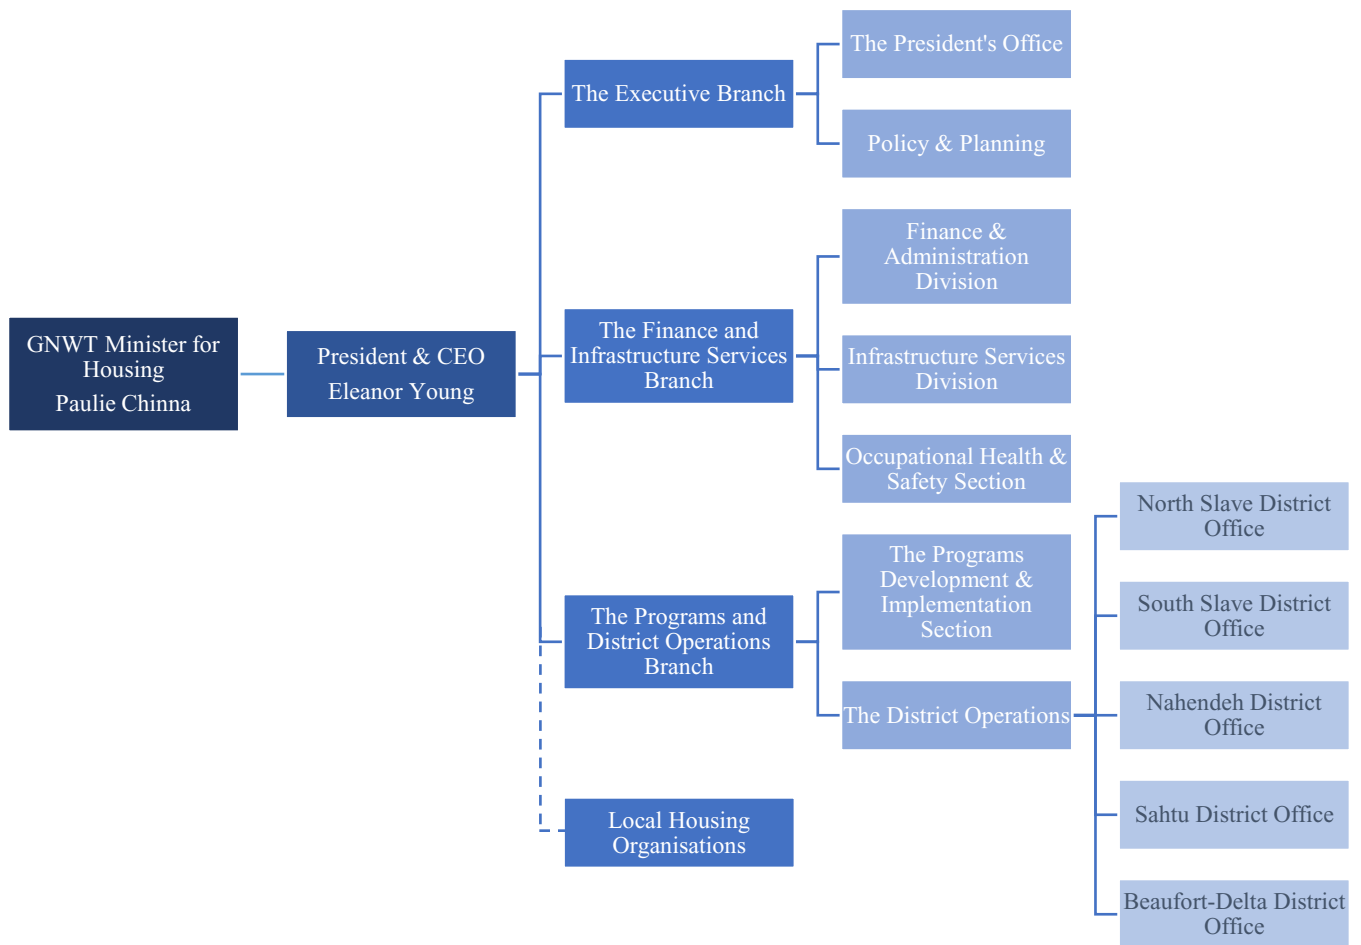 GNWT Minister for
Housing
Paulie Chinna
President & CEO
Eleanor Young
The Executive Branch
The President's Office
Policy & Planning
The Finance and
Infrastructure Services
Branch
Finance &
Administration
Division
Infrastructure Services
Division
Occupational Health &
Safety Section
The Programs and
District Operations
Branch
The Programs
Development &
Implementation
Section
The District Operations
North Slave District
Office
South Slave District
Office
Nahendeh District
Office
Sahtu District Office
Beaufort-Delta District
Office
Local Housing
Organisations